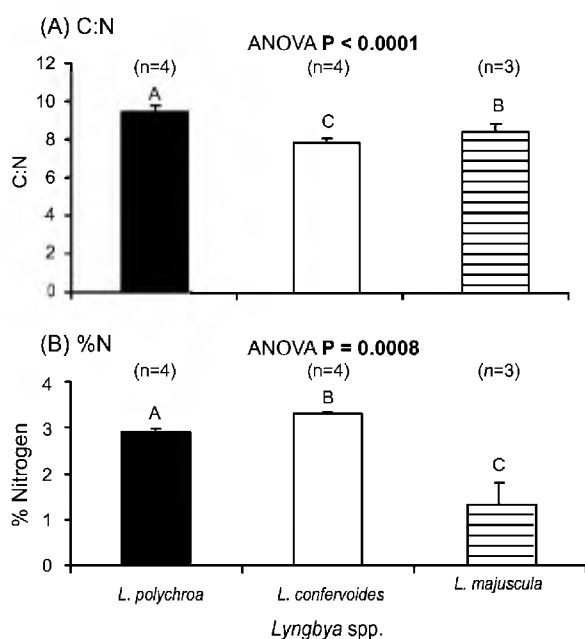 (A) C:N
ANOVA P < 0.0001
(n=4) (n=4) (n=3)
A C B
12
10
8
6
4
2
0
C:N
(B) %N
ANOVA P = 0.0008
(n=4) (n=4) (n=3)
A B C
4
3
2
1
0
% Nitrogen
L. polychroa L. confervoides L. majuscula
Lyngbya spp.